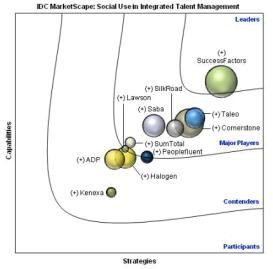 IDC MarketScape: Social Use in Integrated Talent Management
Leaders
(+)
SuccessFactors
(+) SilkRoad
(+) Lawson
(+) Saba
(+) Taleo
(+) Cornerstone
Major Players
(+) SumTotal
(+) Peoplefluent
(+) ADP
(+) Halogen
(+) Kenexa
Contenders
Participants
Capabilities
Strategies